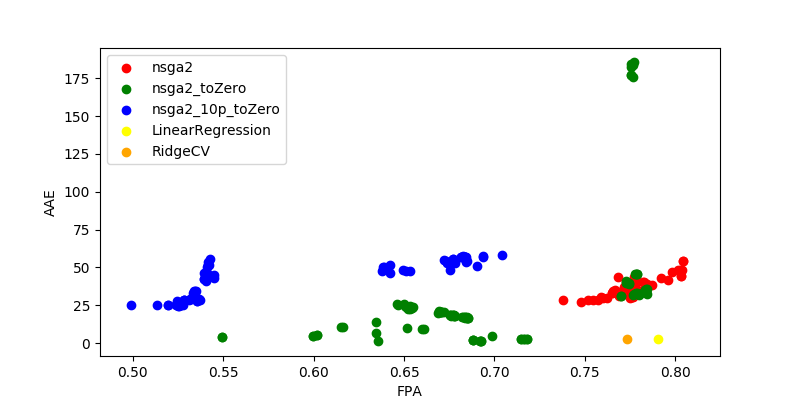 nsga2
nsga2_toZero
nsga2_10p_toZero
LinearRegression
RidgeCV
175
150
125
100
75
50
25
0
AAE
0.50 0.55 0.60 0.65 0.70 0.75 0.80
FPA